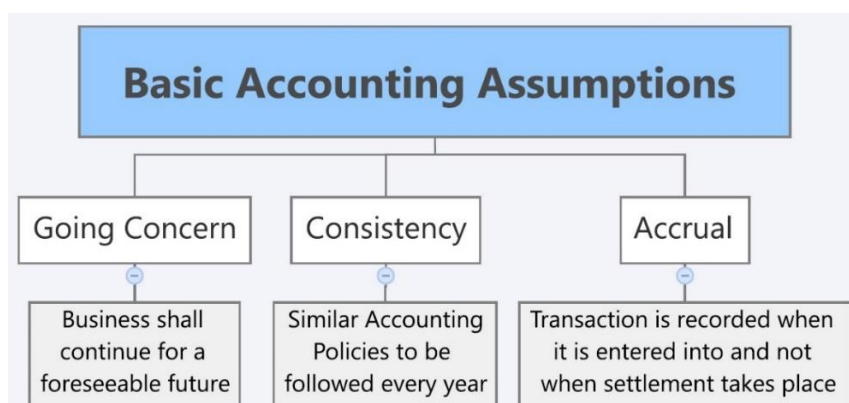 Basic Accounting Assumptions
Going Concern
Consistency
Accrual
Business shall
continue for a
foreseeable future
Similar Accounting
Policies to be
followed every year
Transaction is recorded when
it is entered into and not
when settlement takes place